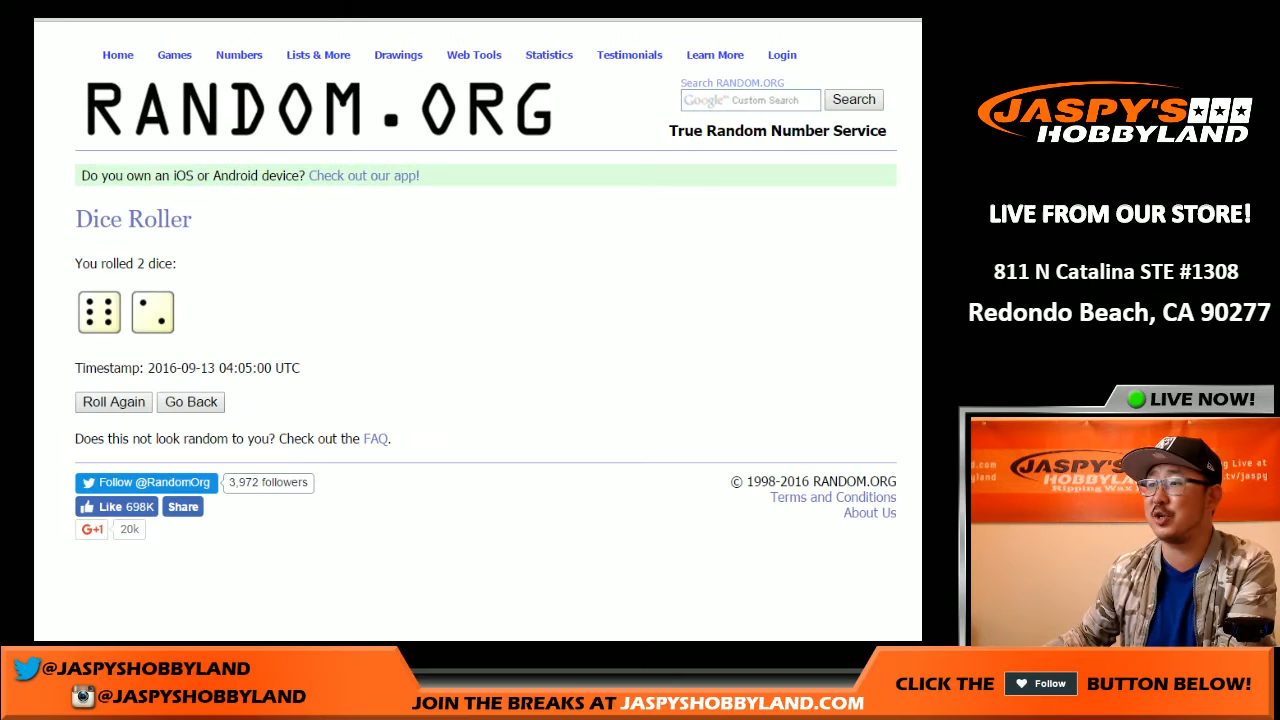 Home Games Numbers Lists & More Drawings Web Tools Statistics Testimonials Learn More Login
RANDOM.ORG
Search RANDOM.ORG
Google™ Custom Search Search
True Random Number Service
Do you own an iOS or Android device? Check out our app!
Dice Roller
You rolled 2 dice:
Timestamp: 2016-09-13 04:05:00 UTC
Roll Again Go Back
Does this not look random to you? Check out the FAQ.
Follow @RandomOrg 3,972 followers
Like 698K Share
G+1 20k
© 1998-2016 RANDOM.ORG
Terms and Conditions
About Us
JASPY'S
HOBBYLAND
LIVE FROM OUR STORE!
811 N Catalina STE #1308
Redondo Beach, CA 90277
LIVE NOW!
JASPY'S
Ripping Wax
@JASPYSHOBBYLAND
@JASPYSHOBBYLAND
JOIN THE BREAKS AT JASPYSHOBBYLAND.COM
CLICK THE Follow BUTTON BELOW!